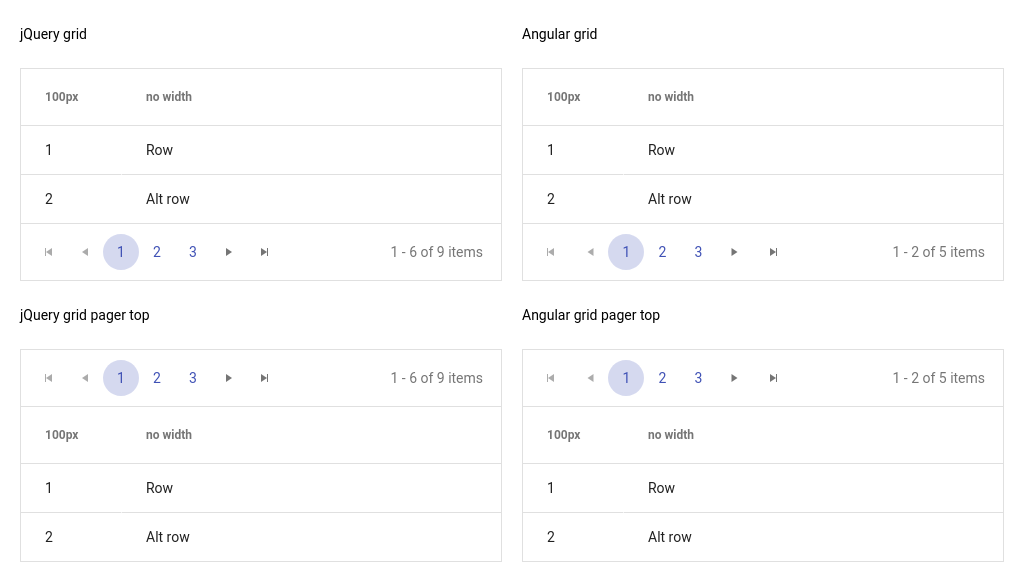 jQuery grid
100px no width
1 Row
2 Alt row
1 2 3 1 - 6 of 9 items
Angular grid
100px no width
1 Row
2 Alt row
1 2 3 1 - 2 of 5 items
jQuery grid pager top
1 2 3 1 - 6 of 9 items
100px no width
1 Row
2 Alt row
Angular grid pager top
1 2 3 1 - 2 of 5 items
100px no width
1 Row
2 Alt row